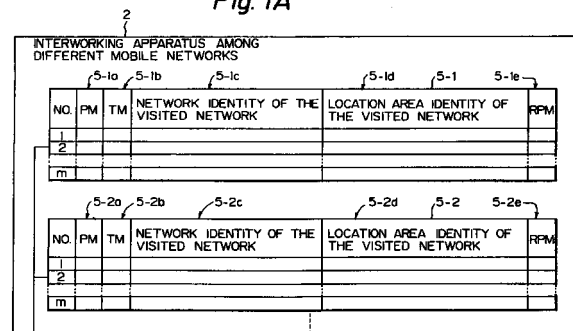 Fig. 1A
2
INTERWORKING APPARATUS AMONG
DIFFERENT MOBILE NETWORKS
5-1a 5-1b 5-1c 5-1d 5-1 5-1e
NO. PM TM NETWORK IDENTITY OF THE VISITED NETWORK LOCATION AREA IDENTITY OF THE VISITED NETWORK RPM
1
2
m
5-2a 5-2b 5-2c 5-2d 5-2 5-2e
NO. PM TM NETWORK IDENTITY OF THE VISITED NETWORK LOCATION AREA IDENTITY OF THE VISITED NETWORK RPM
1
2
m